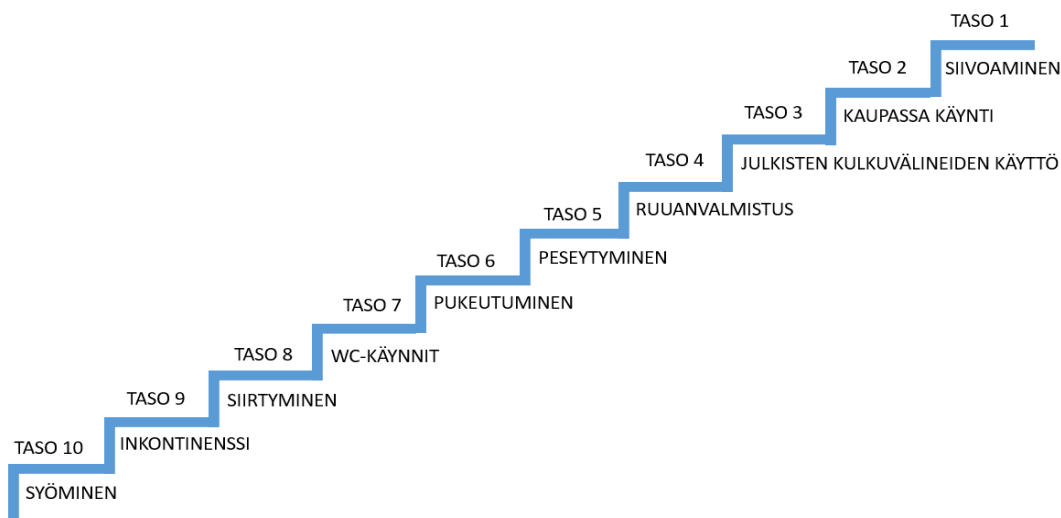 TASO 1
SIIVOAMINEN
TASO 2
KAUPASSA KÄYNTI
TASO 3
JULKISTEN KULKUVÄLINEIDEN KÄYTTÖ
TASO 4
RUUANVALMISTUS
TASO 5
PESEYTYMINEN
TASO 6
PUKEUTUMINEN
TASO 7
WC-KÄYNNIT
TASO 8
SIIRTYMINEN
TASO 9
INKONTINENSSI
TASO 10
SYÖMINEN